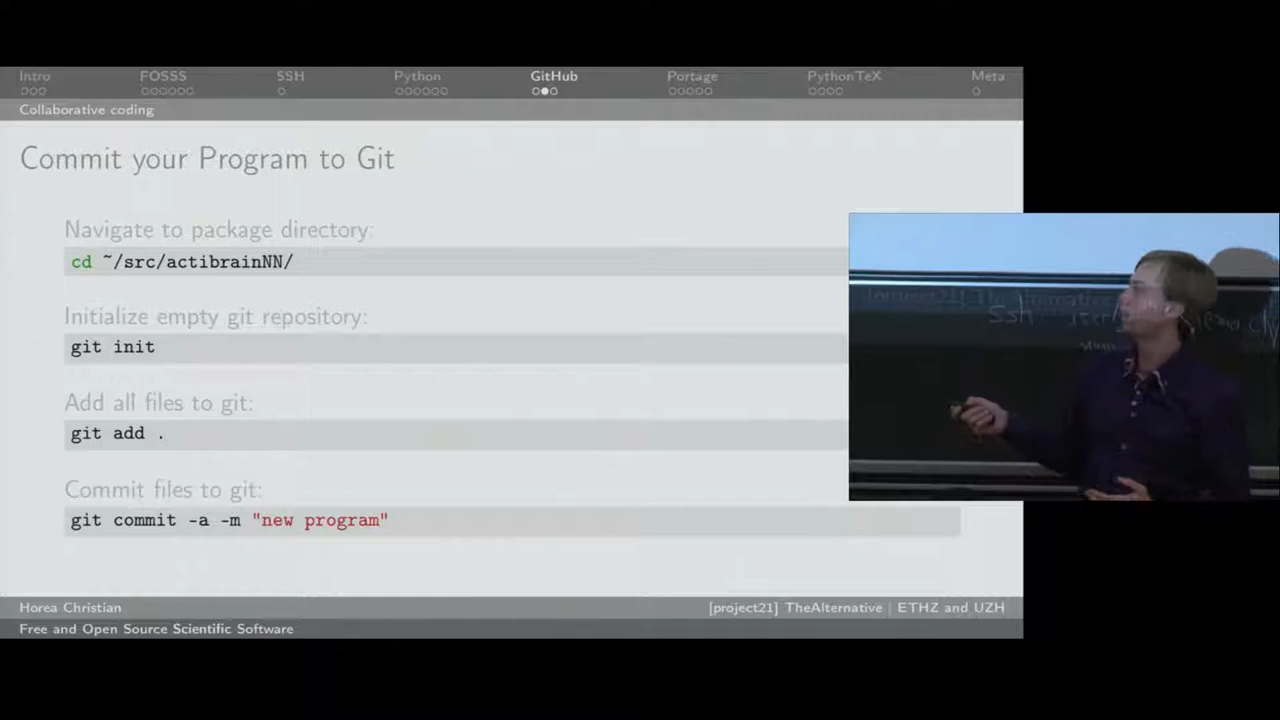 Intro FOSSS SSH Python GitHub Portage PythonTeX Meta
Collaborative coding
Commit your Program to Git
Navigate to package directory:
cd ~/src/actibrainNN/
Initialize empty git repository:
git init
Add all files to git:
git add .
Commit files to git:
git commit -a -m "new program"
ssh
Horea Christian [project21] TheAlternative | ETHZ and UZH
Free and Open Source Scientific Software